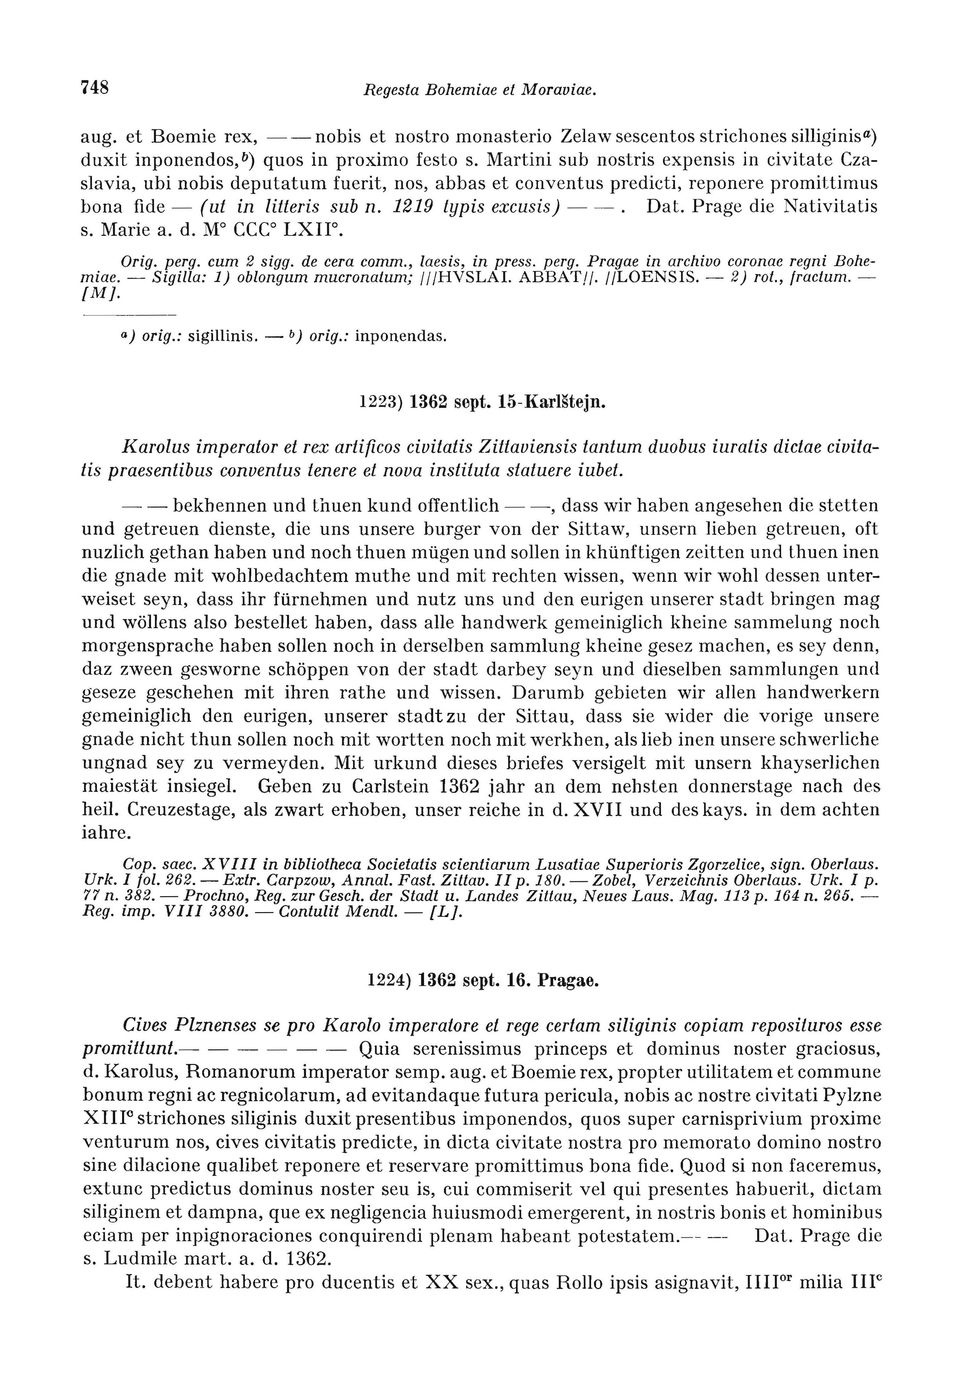 748
Regesta Bohemiae et Moraviae.
aug. et Boemie rex, — — nobis et nostro monasterio Zelaw sescentos strichones silliginisᵃ)
duxit inponendos,ᵇ) quos in proximo festo s. Martini sub nostris expensis in civitate Cza-
slavia, ubi nobis deputatum fuerit, nos, abbas et conventus predicti, reponere promittimus
bona fide — (ut in litteris sub n. 1219 typis excusis) — — . Dat. Prage die Nativitatis
s. Marie a. d. M° CCC° LXII°.
Orig. perg. cum 2 sigg. de cera comm., laesis, in press. perg. Pragae in archivo coronae regni Bohe-
miae. — Sigilla: 1) oblongum mucronatum; ///HVSLAI. ABBAT//. //LOENSIS. — 2) rot., fractum. —
[M].
ᵃ) orig.: sigillinis. — ᵇ) orig.: inponendas.
1223) 1362 sept. 15-Karlštejn.
Karolus imperator et rex artificos civitatis Zittaviensis tantum duobus iuratis dictae civita-
tis praesentibus conventus tenere et nova instituta statuere iubet.
— — bekhennen und thuen kund offentlich — —, dass wir haben angesehen die stetten
und getreuen dienste, die uns unsere burger von der Sittaw, unsern lieben getreuen, oft
nuzlich gethan haben und noch thuen mügen und sollen in khünftigen zeitten und thuen inen
die gnade mit wohlbedachtem muthe und mit rechten wissen, wenn wir wohl dessen unter-
weiset seyn, dass ihr fürnehmen und nutz uns und den eurigen unserer stadt bringen mag
und wöllens also bestellet haben, dass alle handwerk gemeiniglich kheine sammelung noch
morgensprache haben sollen noch in derselben sammlung kheine gesez machen, es sey denn,
daz zween gesworne schöppen von der stadt darbey seyn und dieselben sammlungen und
geseze geschehen mit ihren rathe und wissen. Darumb gebieten wir allen handwerkern
gemeiniglich den eurigen, unserer stadt zu der Sittau, dass sie wider die vorige unsere
gnade nicht thun sollen noch mit wortten noch mit werkhen, als lieb inen unsere schwerliche
ungnad sey zu vermeyden. Mit urkund dieses briefes versigelt mit unsern khayserlichen
maiestät insiegel. Geben zu Carlstein 1362 jahr an dem nehsten donnerstage nach des
heil. Creuzestage, als zwart erhoben, unser reiche in d. XVII und des kays. in dem achten
iahre.
Cop. saec. XVIII in bibliotheca Societatis scientiarum Lusatiae Superioris Zgorzelice, sign. Oberlaus.
Urk. I fol. 262. — Extr. Carpzow, Annal. Fast. Zittav. II p. 180. — Zobel, Verzeichnis Oberlaus. Urk. I p.
77 n. 382. — Prochno, Reg. zur Gesch. der Stadt u. Landes Zittau, Neues Laus. Mag. 113 p. 164 n. 265. —
Reg. imp. VIII 3880. — Contulit Mendl. — [L].
1224) 1362 sept. 16. Pragae.
Cives Plznenses se pro Karolo imperatore et rege certam siliginis copiam reposituros esse
promittunt.— — — — — — Quia serenissimus princeps et dominus noster graciosus,
d. Karolus, Romanorum imperator semp. aug. et Boemie rex, propter utilitatem et commune
bonum regni ac regnicolarum, ad evitandaque futura pericula, nobis ac nostre civitati Pylzne
XIIIᶜ strichones siliginis duxit presentibus imponendos, quos super carnisprivium proxime
venturum nos, cives civitatis predicte, in dicta civitate nostra pro memorato domino nostro
sine dilacione qualibet reponere et reservare promittimus bona fide. Quod si non faceremus,
extunc predictus dominus noster seu is, cui commiserit vel qui presentes habuerit, dictam
siliginem et dampna, que ex negligencia huiusmodi emergerent, in nostris bonis et hominibus
eciam per inpignoraciones conquirendi plenam habeant potestatem.— — Dat. Prage die
s. Ludmile mart. a. d. 1362.
It. debent habere pro ducentis et XX sex., quas Rollo ipsis asignavit, IIIIᵒʳ milia IIIᶜ